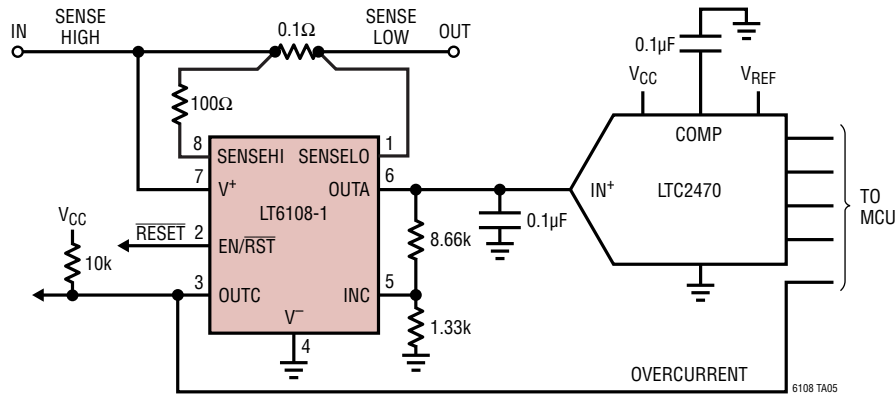 IN
SENSE
HIGH
0.1Ω
SENSE
LOW
OUT
0.1µF
100Ω
VCC
VREF
8
SENSEHI
SENSELO
1
COMP
7
V+
OUTA
6
IN+
LTC2470
TO
MCU
LT6108-1
VCC
RESET
2
EN/RST
8.66k
0.1µF
10k
3
OUTC
INC
5
V–
4
1.33k
OVERCURRENT
6108 TA05